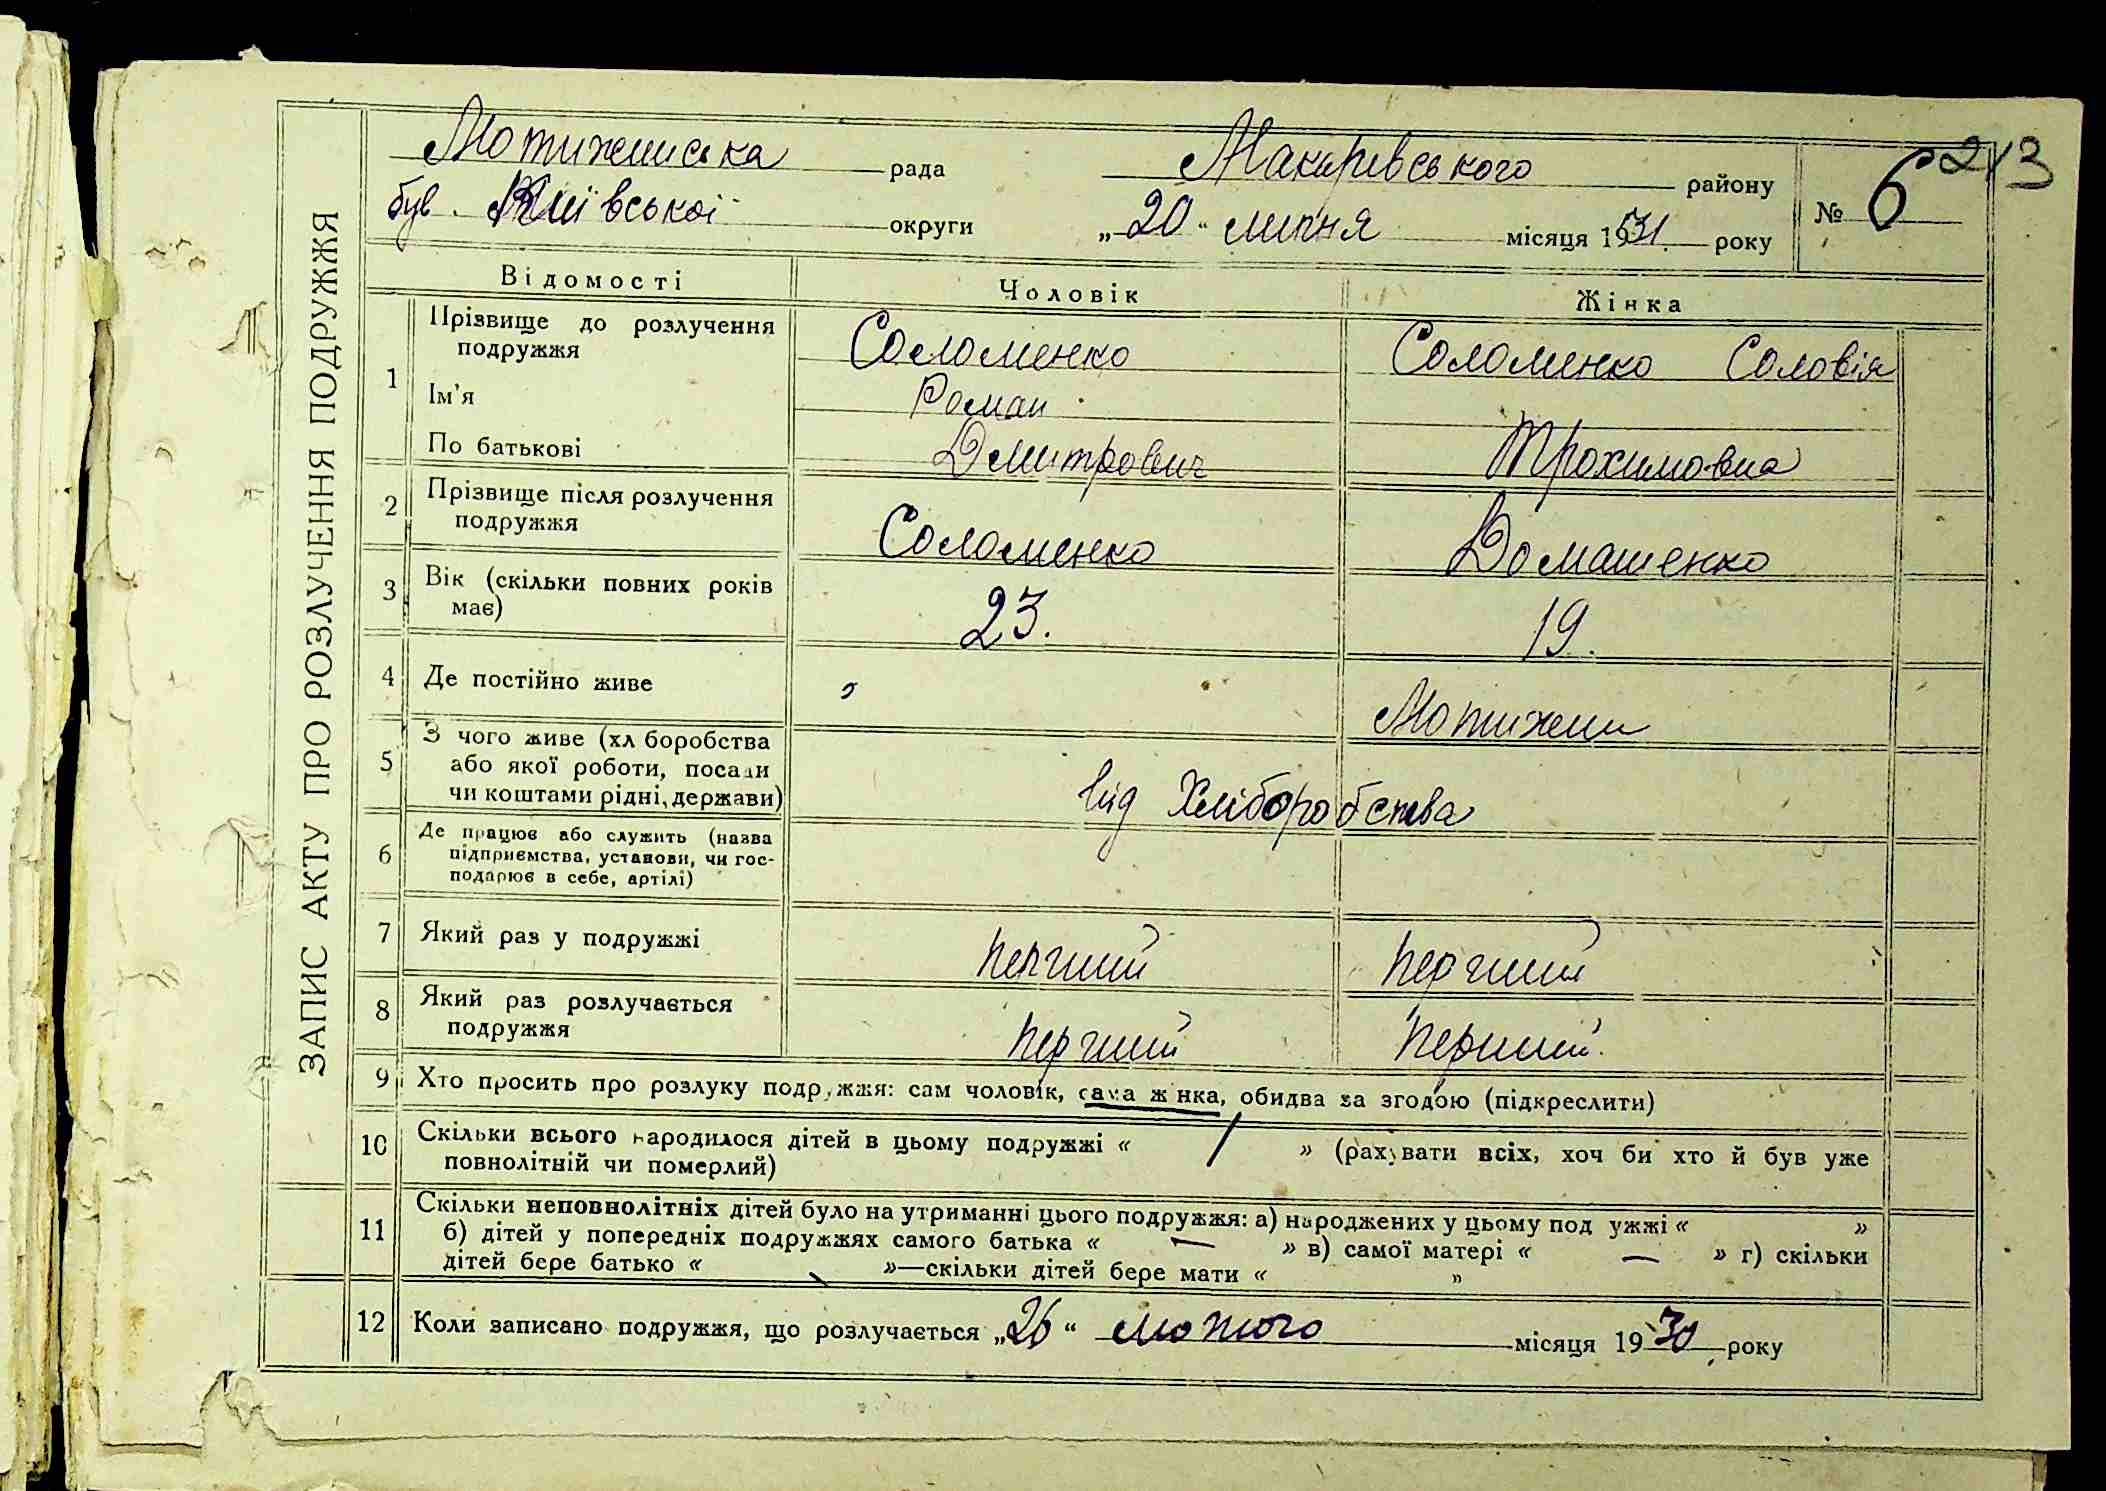 213
ЗАПИС АКТУ ПРО РОЗЛУЧЕННЯ ПОДРУЖЖЯ
Мотижинська рада Макарівського району
був. Київської округи „20“ липня місяця 1931 року № 6
Відомості Чоловік Жінка
1 Прізвище до розлучення подружжя Соломенко Соломенко Соловія
Ім'я Роман
По батькові Дмитрович Трохимовна
2 Прізвище після розлучення
подружжя Соломенко Домашенко
3 Вік (скільки повних років
має) 23. 19.
4 Де постійно живе Мотижин
5 З чого живе (хл боробства
або якої роботи, посади
чи коштами рідні, держави) від Хліборобства
6 Де працює або служить (назва
підприємства, установи, чи гос-
подарює в себе, артілі)
7 Який раз у подружжі перший перший
8 Який раз розлучається
подружжя перший перший.
9 Хто просить про розлуку подружжя: сам чоловік, сама жінка, обидва за згодою (підкреслити)
10 Скільки всього народилося дітей в цьому подружжі « / » (рахувати всіх, хоч би хто й був уже
повнолітній чи померлий)
11 Скільки неповнолітніх дітей було на утриманні цього подружжя: а) народжених у цьому под ужжі « »
б) дітей у попередніх подружжях самого батька « — » в) самої матері « — » г) скільки
дітей бере батько « »—скільки дітей бере мати « »
12 Коли записано подружжя, що розлучається „26“ лютого місяця 1930 року